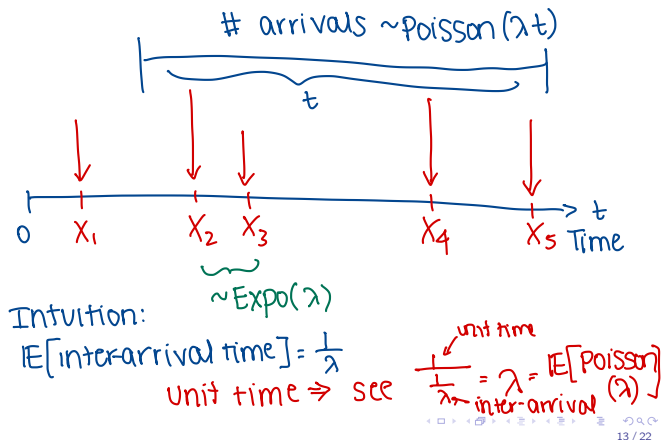 # arrivals ~Poisson(λt)
t
0 X₁ X₂ X₃ X₄ X₅ t
Time
~Expo(λ)
Intuition:
𝔼[inter-arrival time] = 1/λ
unit time ⇒ see 1/(1/λ) = λ = 𝔼[Poisson(λ)]
unit time
inter-arrival
13 / 22